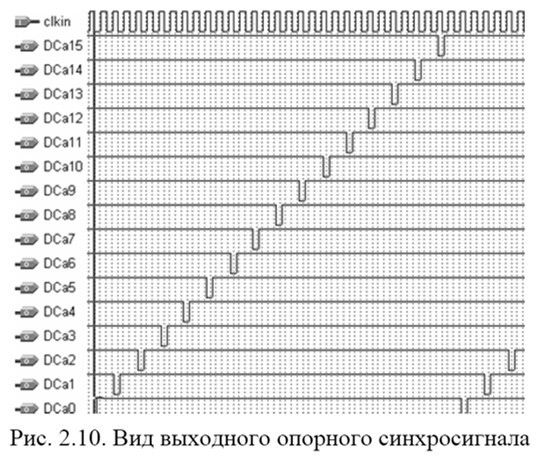 clkin
DCa15
DCa14
DCa13
DCa12
DCa11
DCa10
DCa9
DCa8
DCa7
DCa6
DCa5
DCa4
DCa3
DCa2
DCa1
DCa0
Рис. 2.10. Вид выходного опорного синхросигнала